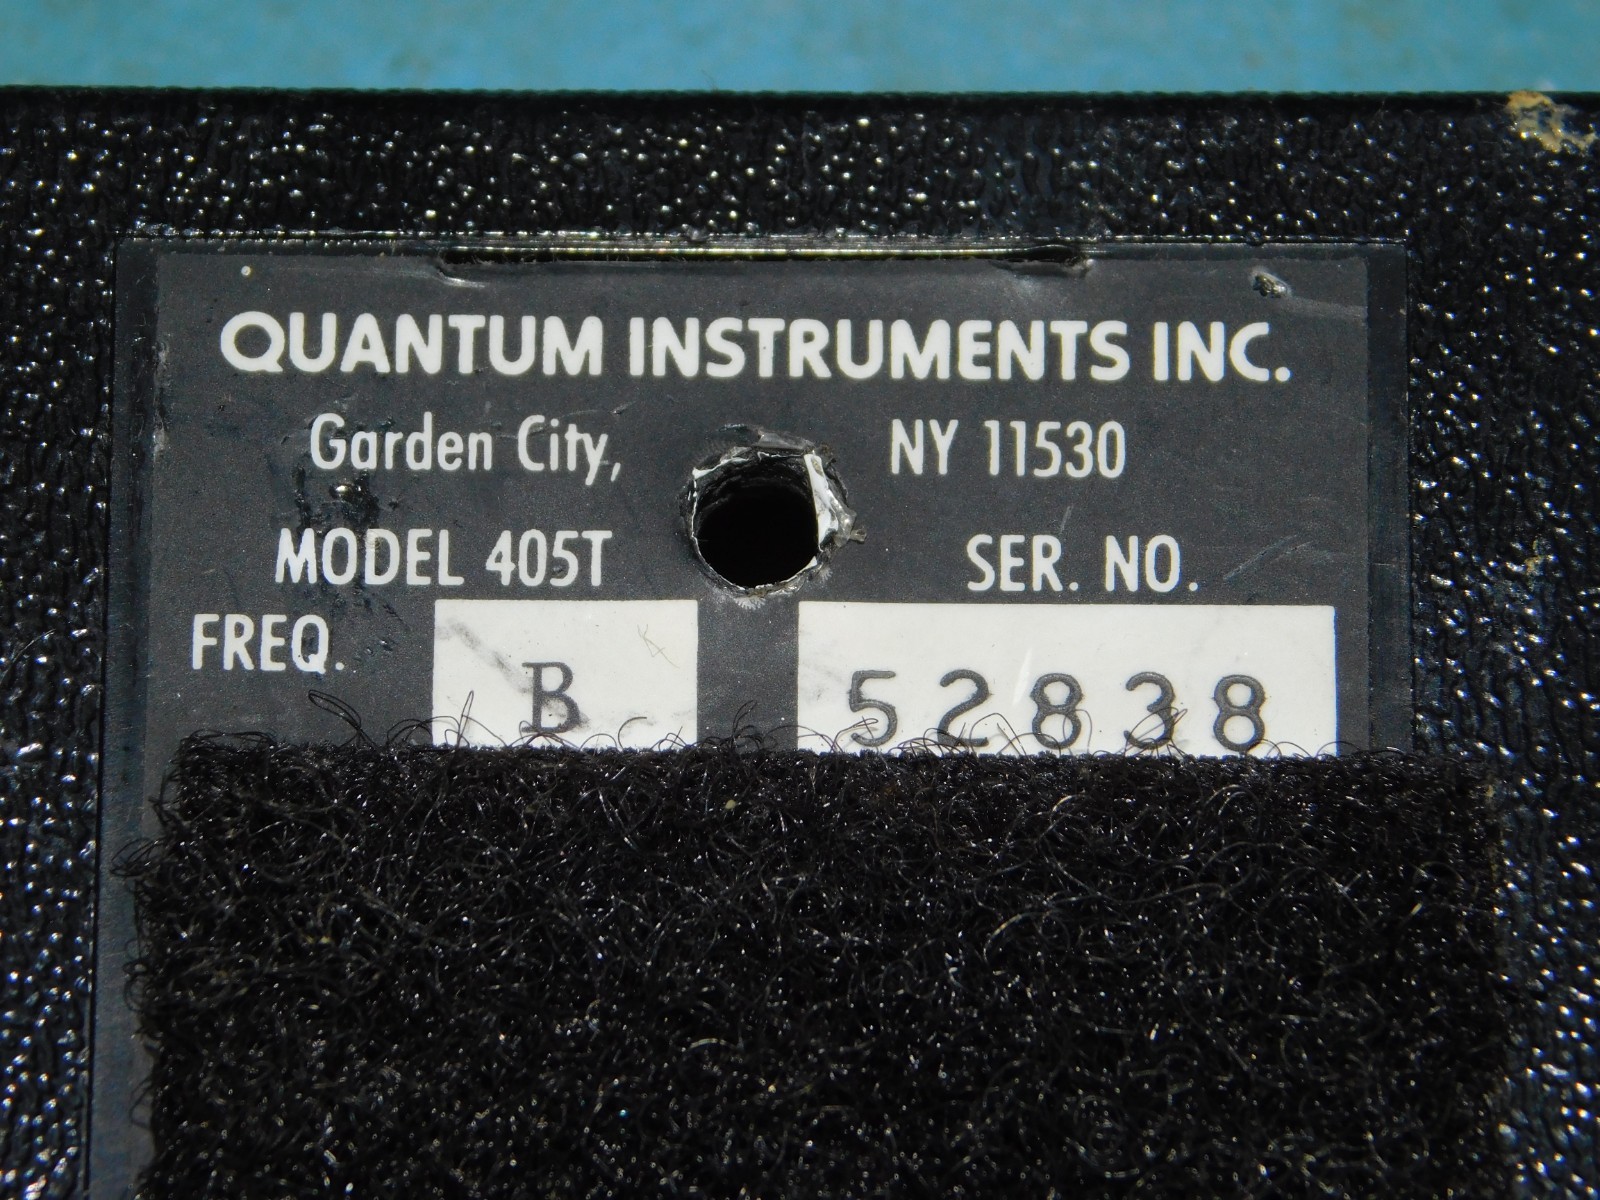 QUANTUM INSTRUMENTS INC.
Garden City, NY 11530
MODEL 405T SER. NO.
FREQ. B 52838